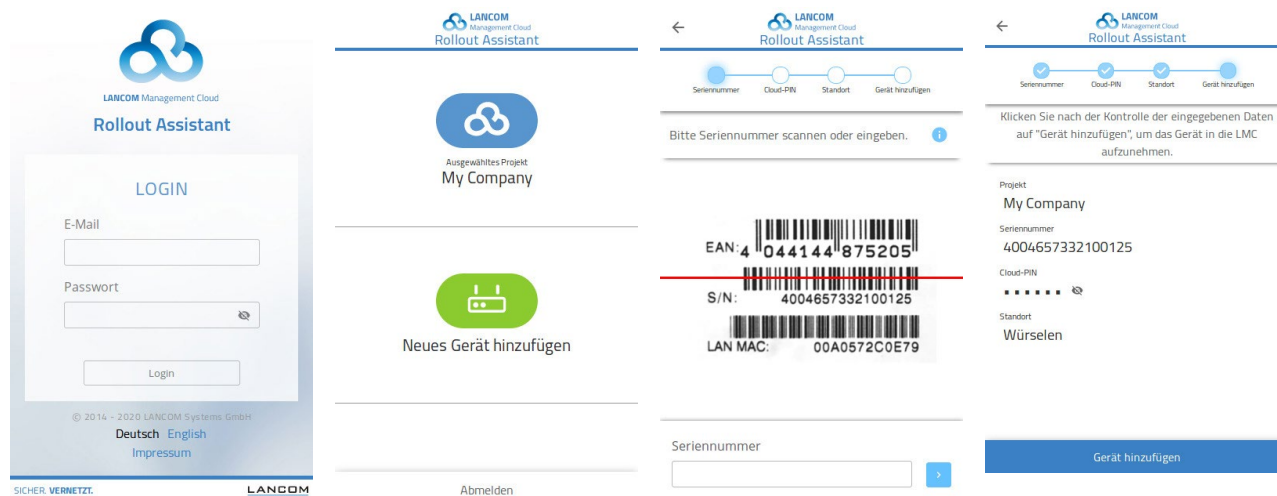 LANCOM Management Cloud
Rollout Assistant
LOGIN
E-Mail
Passwort
Login
© 2014 - 2020 LANCOM Systems GmbH
Deutsch English
Impressum
SICHER. VERNETZT.
LANCOM
LANCOM
Management Cloud
Rollout Assistant
Ausgewähltes Projekt
My Company
Neues Gerät hinzufügen
Abmelden
LANCOM
Management Cloud
Rollout Assistant
Seriennummer Cloud-PIN Standort Gerät hinzufügen
Bitte Seriennummer scannen oder eingeben.
EAN: 4 044144 875205
S/N: 4004657332100125
LAN MAC: 00A0572C0E79
Seriennummer
LANCOM
Management Cloud
Rollout Assistant
Seriennummer Cloud-PIN Standort Gerät hinzufügen
Klicken Sie nach der Kontrolle der eingegebenen Daten
auf "Gerät hinzufügen", um das Gerät in die LMC
aufzunehmen.
Projekt
My Company
Seriennummer
4004657332100125
Cloud-PIN
Standort
Würselen
Gerät hinzufügen